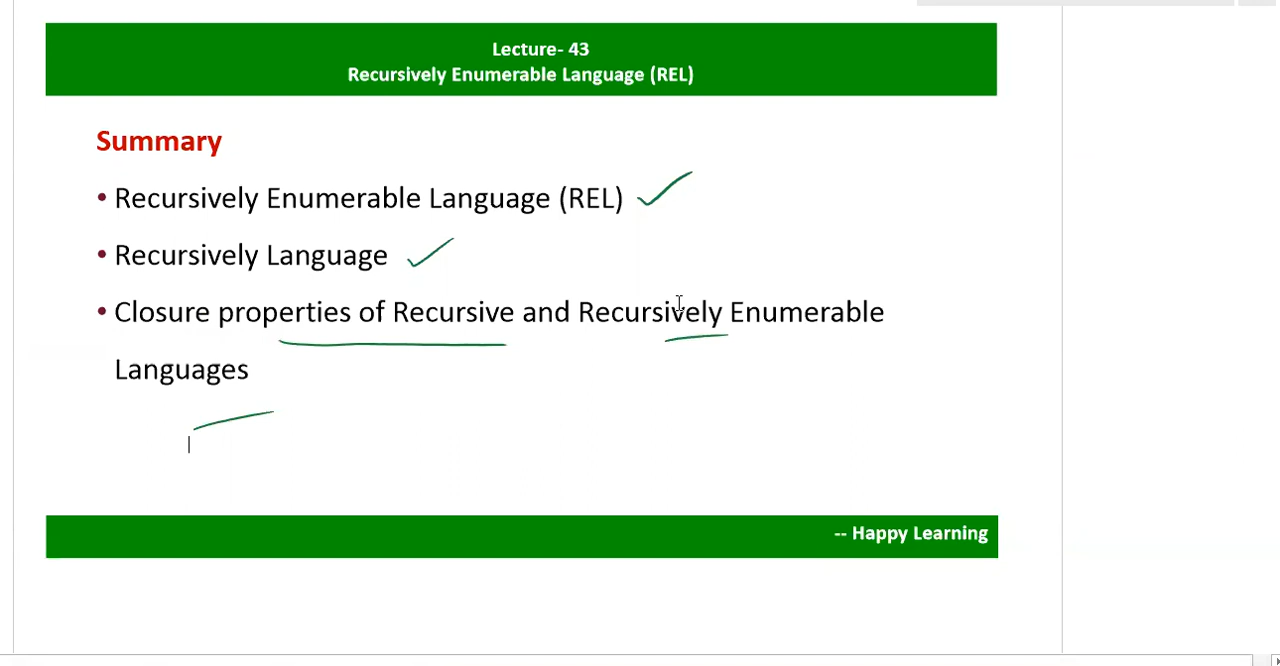 Lecture- 43
Recursively Enumerable Language (REL)
Summary
• Recursively Enumerable Language (REL)
• Recursively Language
• Closure properties of Recursive and Recursively Enumerable
Languages
-- Happy Learning